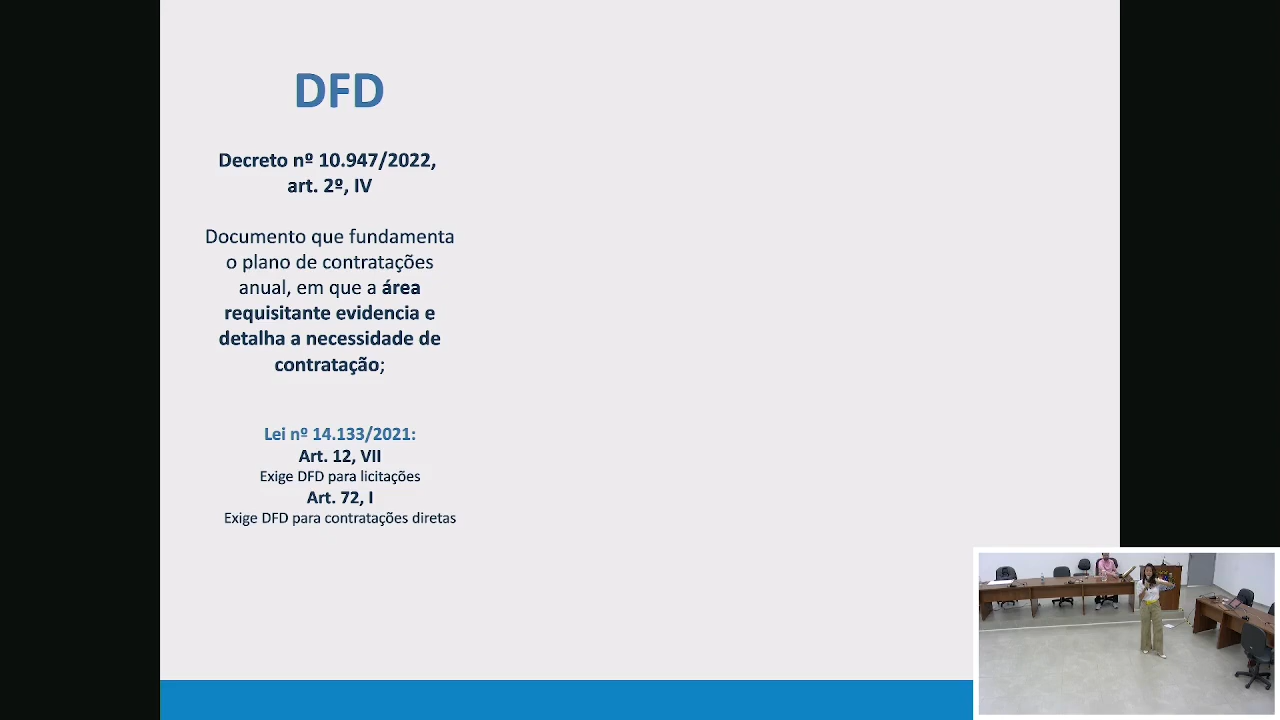 DFD
Decreto nº 10.947/2022,
art. 2º, IV
Documento que fundamenta
o plano de contratações
anual, em que a área
requisitante evidencia e
detalha a necessidade de
contratação;
Lei nº 14.133/2021:
Art. 12, VII
Exige DFD para licitações
Art. 72, I
Exige DFD para contratações diretas